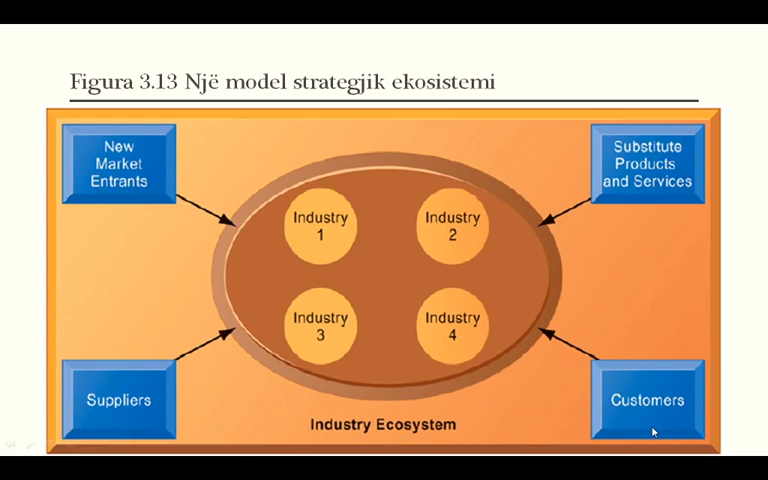 Figura 3.13 Një model strategjik ekosistemi
New
Market
Entrants
Substitute
Products
and Services
Industry
1
Industry
2
Industry
3
Industry
4
Suppliers
Customers
Industry Ecosystem